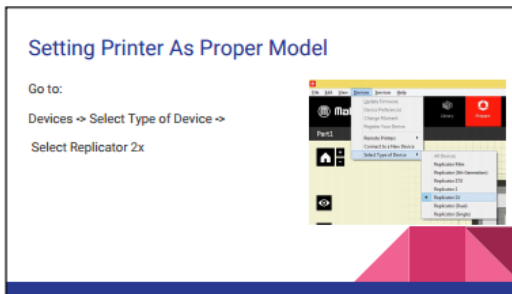 Setting Printer As Proper Model
Go to:
Devices -> Select Type of Device ->
Select Replicator 2x
File Edit View Devices Services Help
Update Firmware
Device Preferences
Change Filament
Register Your Device
Remote Printers
Connect to a New Device
Select Type of Device
Library
Prepare
Part1
All Devices
Replicator Mini
Replicator (5th Generation)
Replicator Z18
Replicator 2
Replicator 2X
Replicator (Dual)
Replicator (Single)